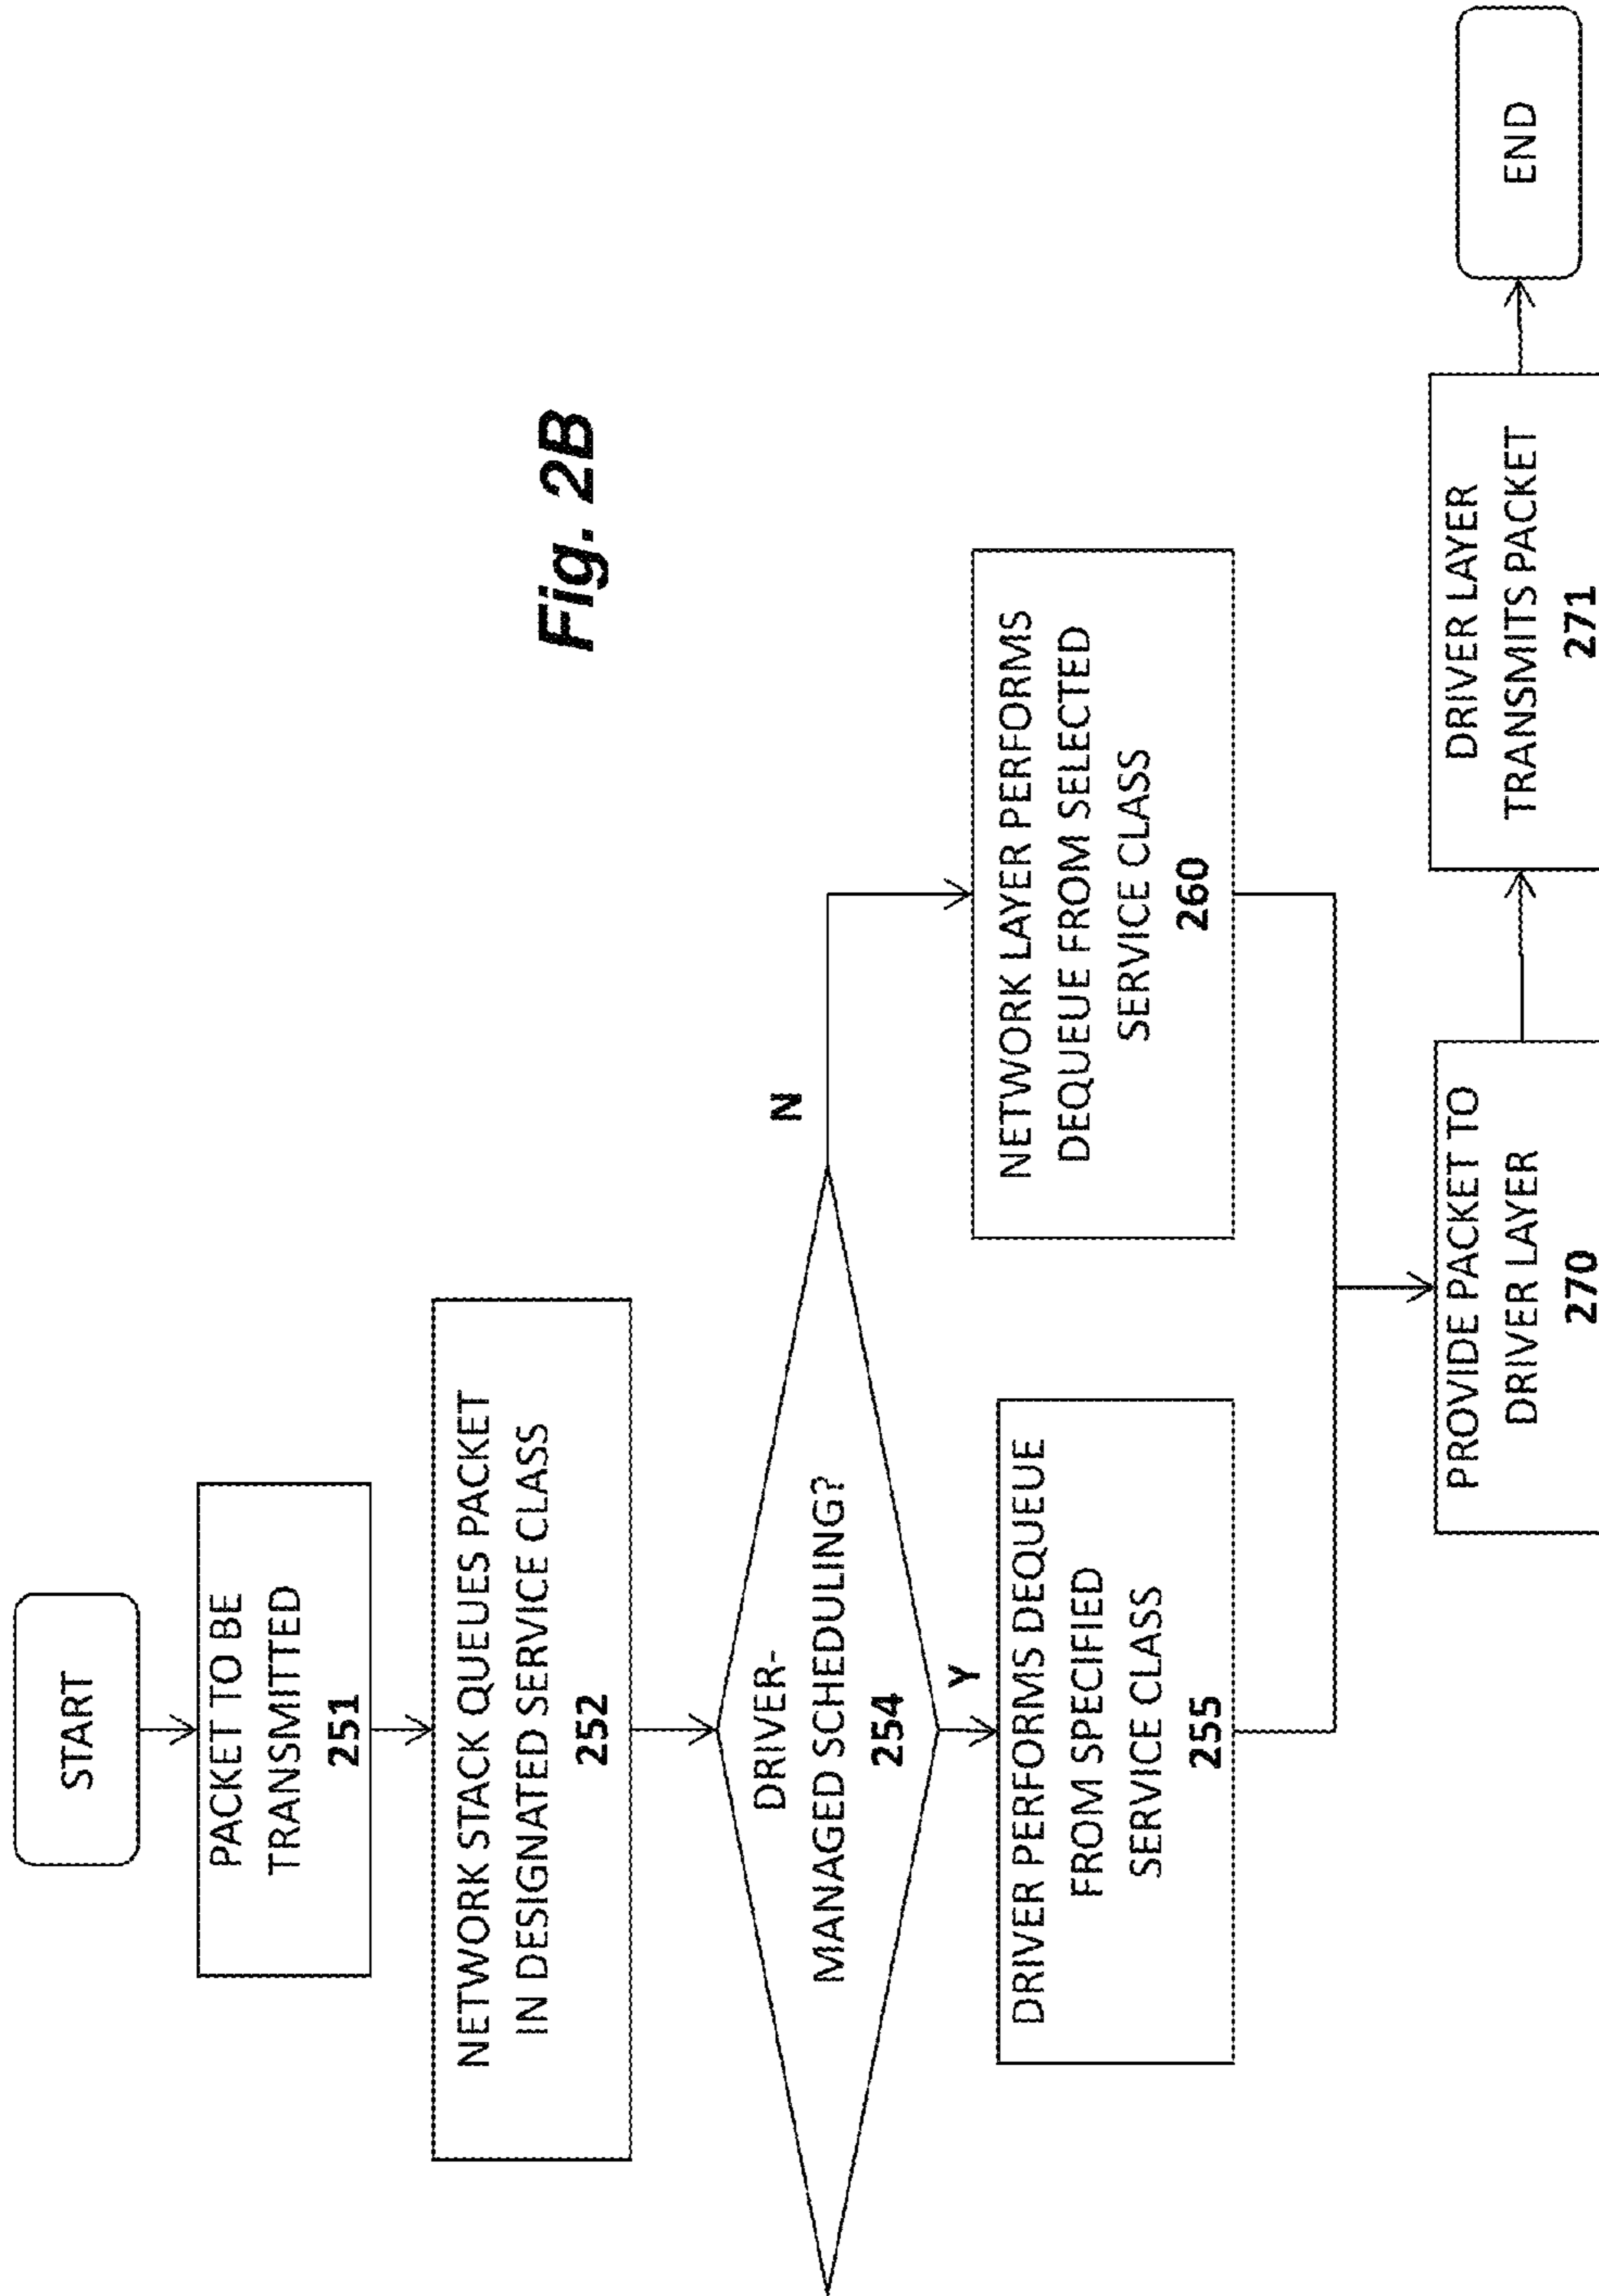 START
PACKET TO BE
TRANSMITTED
251
NETWORK STACK QUEUES PACKET
IN DESIGNATED SERVICE CLASS
252
DRIVER-
MANAGED SCHEDULING?
254
N
Y
DRIVER PERFORMS DEQUEUE
FROM SPECIFIED
SERVICE CLASS
255
NETWORK LAYER PERFORMS
DEQUEUE FROM SELECTED
SERVICE CLASS
260
PROVIDE PACKET TO
DRIVER LAYER
270
DRIVER LAYER
TRANSMITS PACKET
271
END
Fig. 2B